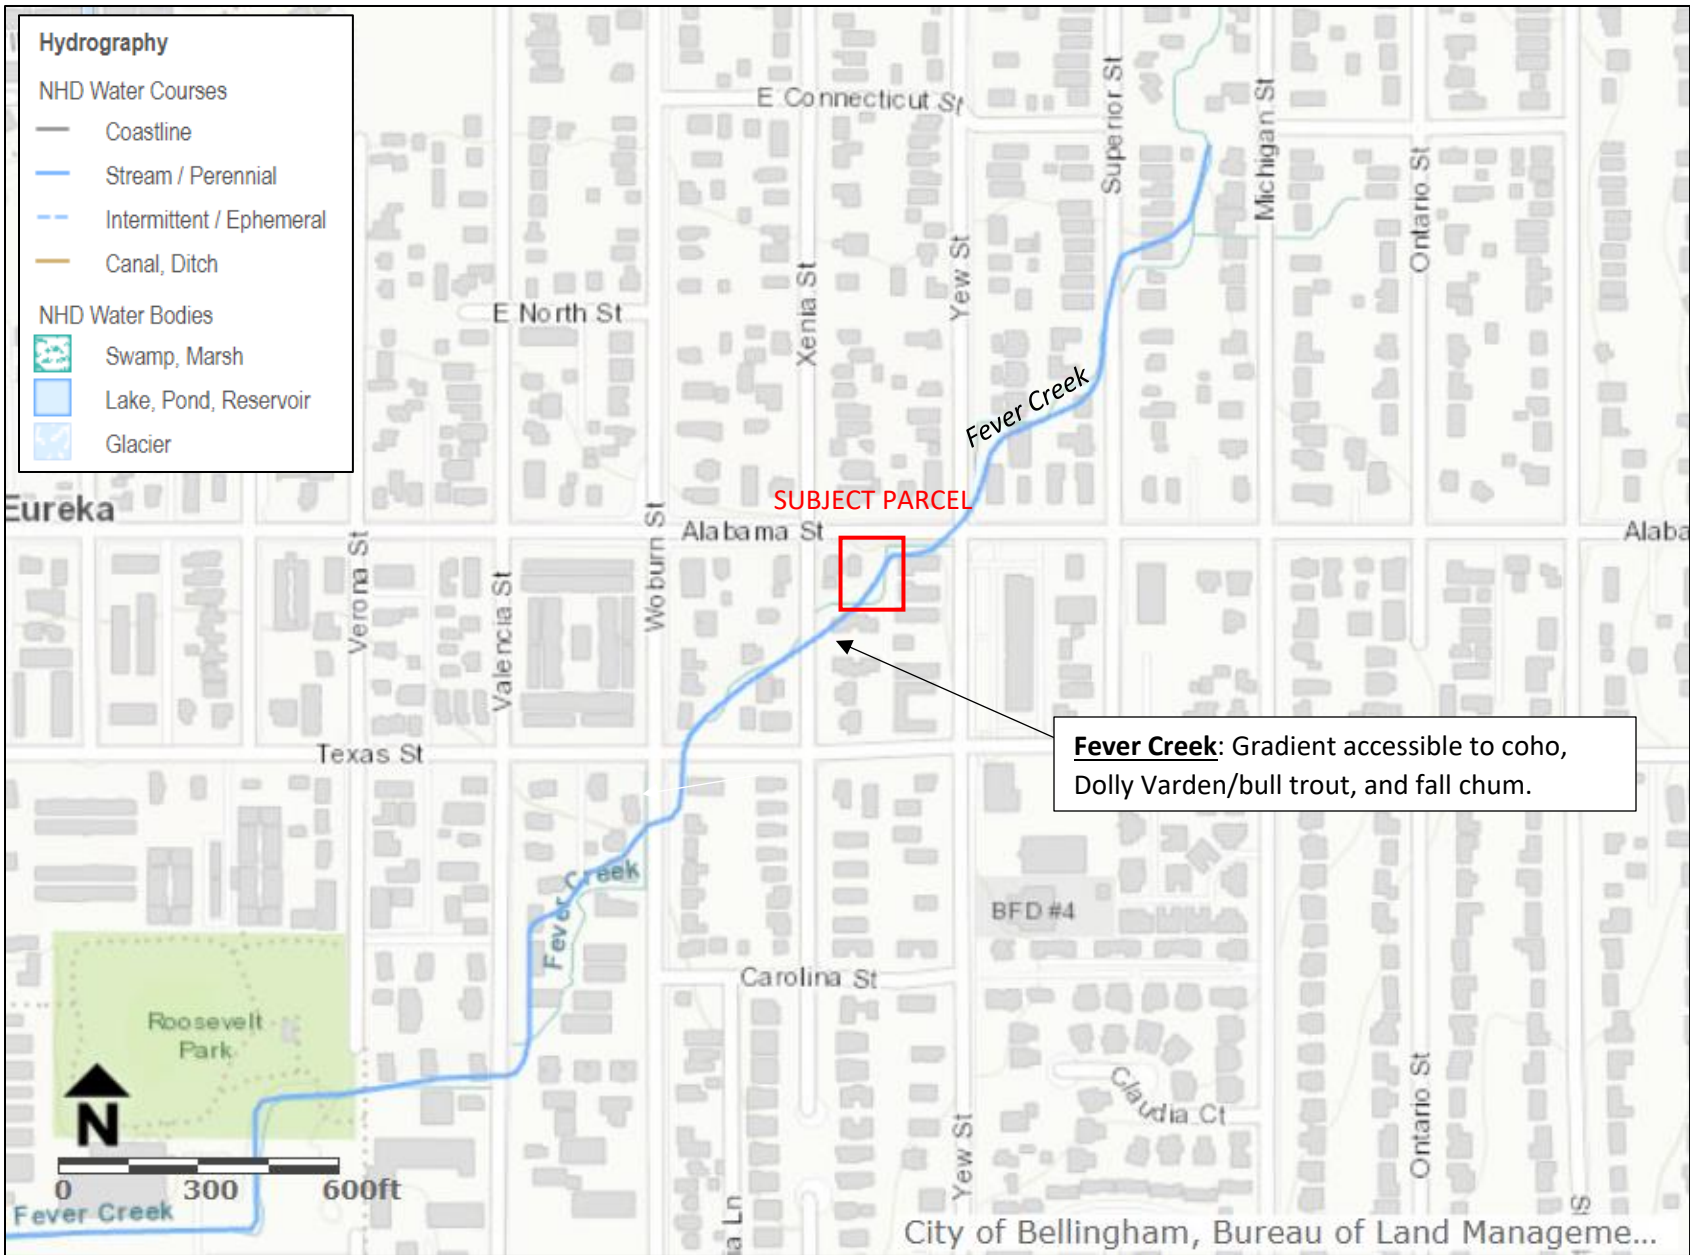 Hydrography
NHD Water Courses
Coastline
Stream / Perennial
Intermittent / Ephemeral
Canal, Ditch
NHD Water Bodies
Swamp, Marsh
Lake, Pond, Reservoir
Glacier
E Connecticut St
Superior St
Michigan St
Ontario St
Yew St
Xenia St
E North St
Fever Creek
SUBJECT PARCEL
Eureka
Alabama St
Alaba
Verona St
Valencia St
Woburn St
Texas St
Fever Creek: Gradient accessible to coho,
Dolly Varden/bull trout, and fall chum.
Fever Creek
BFD #4
Carolina St
Roosevelt
Park
Claudia Ct
Ontario St
Yew St
N
0 300 600ft
Fever Creek
ia Ln
St
City of Bellingham, Bureau of Land Manageme...